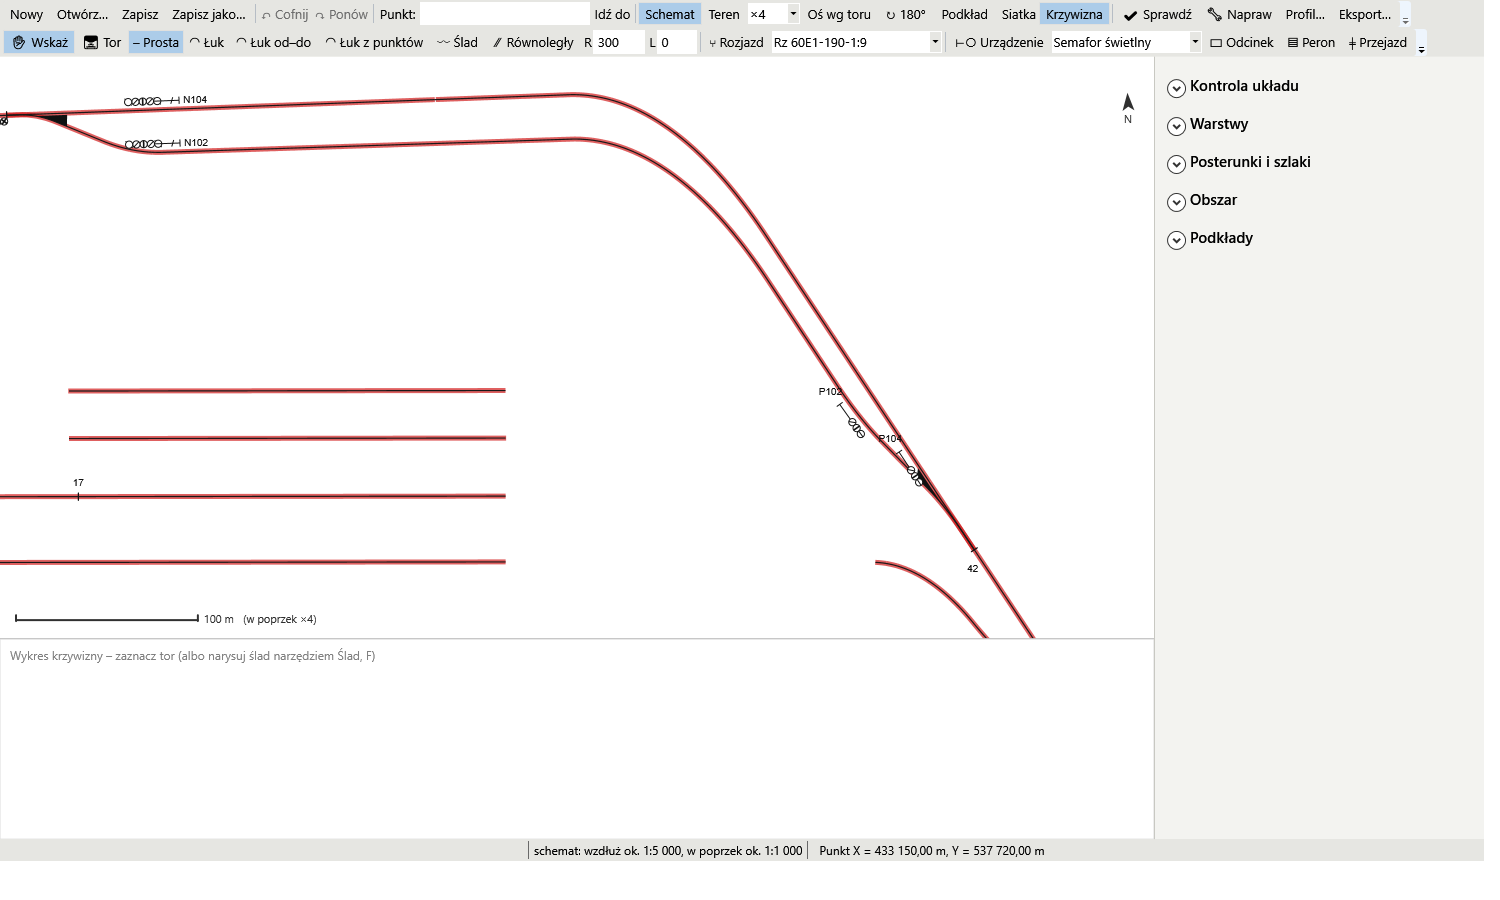 Nowy Otwórz... Zapisz Zapisz jako... Cofnij Ponów Punkt: Idź do Schemat Teren ×4 Oś wg toru ↻ 180° Podkład Siatka Krzywizna Sprawdź Napraw Profil... Eksport...
Wskaż Tor – Prosta Łuk Łuk od–do Łuk z punktów Ślad Równoległy R 300 L 0 Rozjazd Rz 60E1-190-1:9 Urządzenie Semafor świetlny Odcinek Peron Przejazd
N104
N102
N
P102
P104
17
42
100 m (w poprzek ×4)
Kontrola układu
Warstwy
Posterunki i szlaki
Obszar
Podkłady
Wykres krzywizny – zaznacz tor (albo narysuj ślad narzędziem Ślad, F)
schemat: wzdłuż ok. 1:5 000, w poprzek ok. 1:1 000 Punkt X = 433 150,00 m, Y = 537 720,00 m